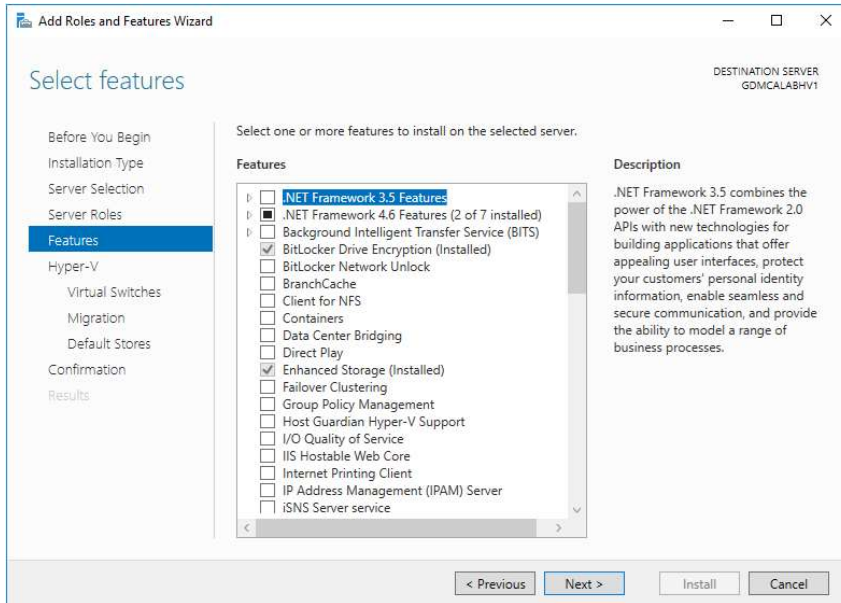 Add Roles and Features Wizard
Select features
DESTINATION SERVER
GDMCALABHV1
Before You Begin
Installation Type
Server Selection
Server Roles
Features
Hyper-V
Virtual Switches
Migration
Default Stores
Confirmation
Results
Select one or more features to install on the selected server.
Features
.NET Framework 3.5 Features
.NET Framework 4.6 Features (2 of 7 installed)
Background Intelligent Transfer Service (BITS)
BitLocker Drive Encryption (Installed)
BitLocker Network Unlock
BranchCache
Client for NFS
Containers
Data Center Bridging
Direct Play
Enhanced Storage (Installed)
Failover Clustering
Group Policy Management
Host Guardian Hyper-V Support
I/O Quality of Service
IIS Hostable Web Core
Internet Printing Client
IP Address Management (IPAM) Server
iSNS Server service
Description
.NET Framework 3.5 combines the
power of the .NET Framework 2.0
APIs with new technologies for
building applications that offer
appealing user interfaces, protect
your customers' personal identity
information, enable seamless and
secure communication, and provide
the ability to model a range of
business processes.
< Previous
Next >
Install
Cancel